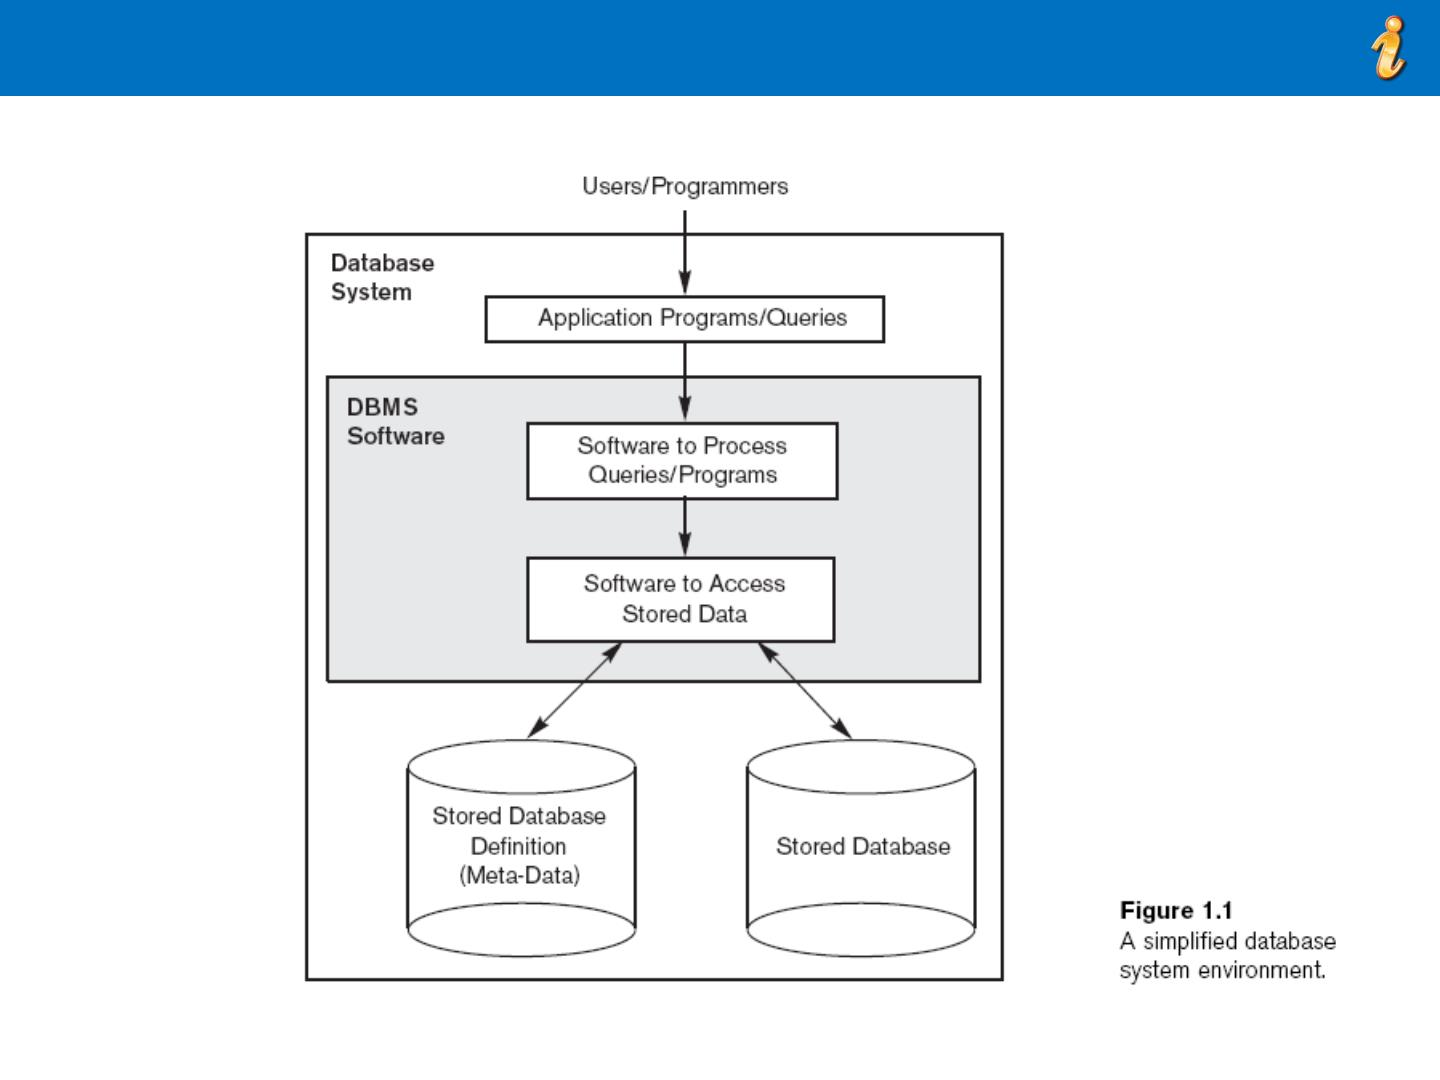 Users/Programmers
Database
System
Application Programs/Queries
DBMS
Software
Software to Process
Queries/Programs
Software to Access
Stored Data
Stored Database
Definition
(Meta-Data)
Stored Database
Figure 1.1
A simplified database
system environment.